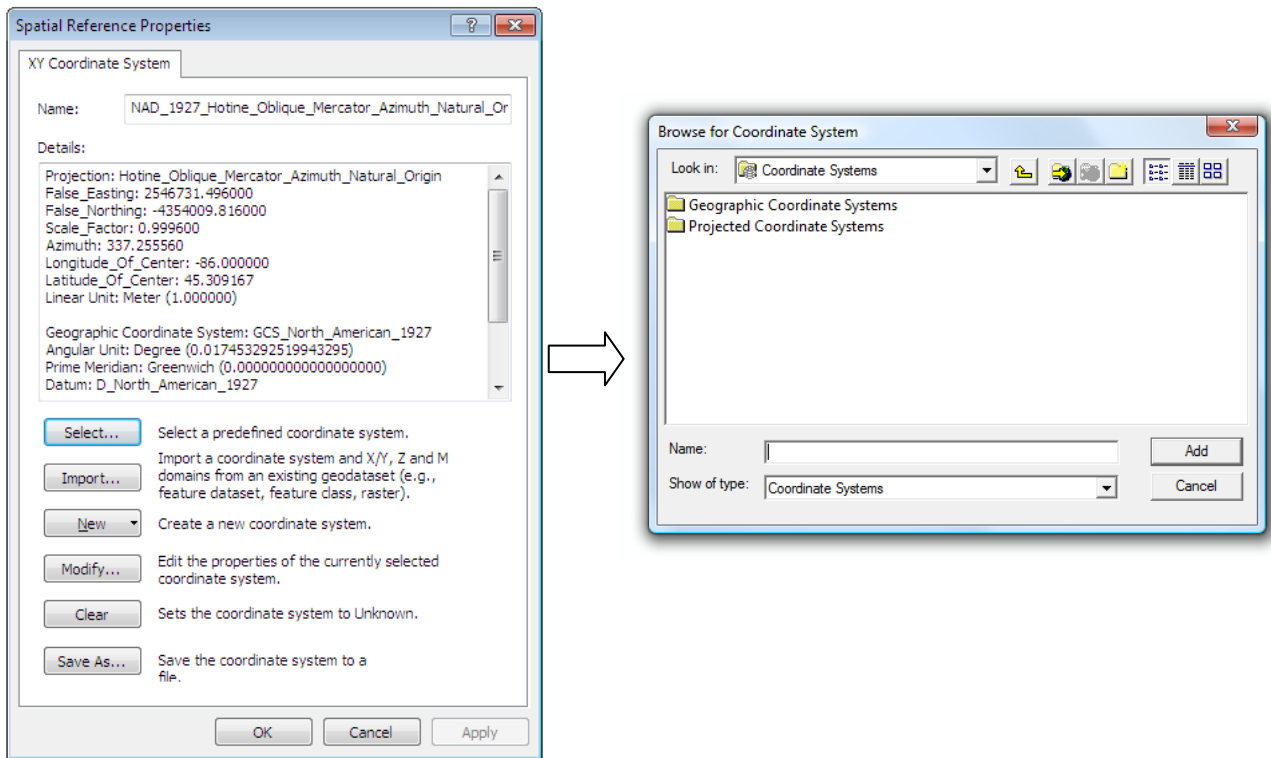 Spatial Reference Properties
XY Coordinate System
Name: NAD_1927_Hotine_Oblique_Mercator_Azimuth_Natural_Or
Details:
Projection: Hotine_Oblique_Mercator_Azimuth_Natural_Origin
False_Easting: 2546731.496000
False_Northing: -4354009.816000
Scale_Factor: 0.999600
Azimuth: 337.255560
Longitude_Of_Center: -86.000000
Latitude_Of_Center: 45.309167
Linear Unit: Meter (1.000000)
Geographic Coordinate System: GCS_North_American_1927
Angular Unit: Degree (0.017453292519943295)
Prime Meridian: Greenwich (0.000000000000000000)
Datum: D_North_American_1927
Select... Select a predefined coordinate system.
Import... Import a coordinate system and X/Y, Z and M
domains from an existing geodataset (e.g.,
feature dataset, feature class, raster).
New Create a new coordinate system.
Modify... Edit the properties of the currently selected
coordinate system.
Clear Sets the coordinate system to Unknown.
Save As... Save the coordinate system to a
file.
OK Cancel Apply
Browse for Coordinate System
Look in: Coordinate Systems
Geographic Coordinate Systems
Projected Coordinate Systems
Name: Add
Show of type: Coordinate Systems Cancel